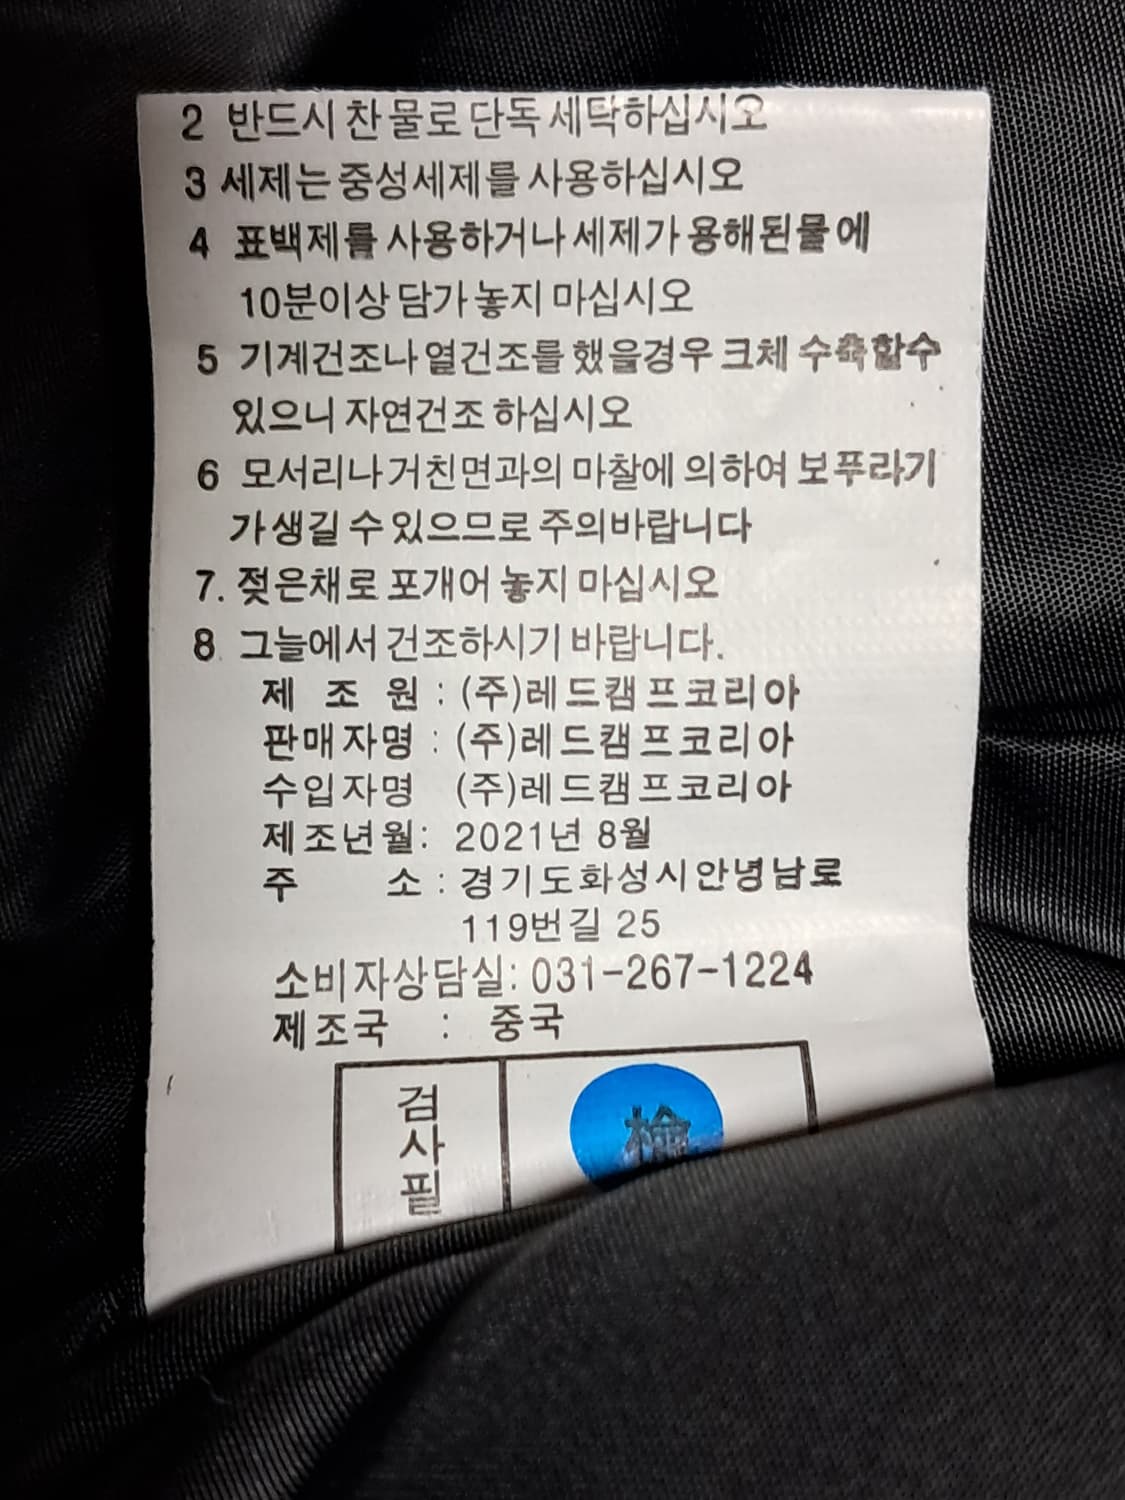 2 반드시 찬 물로 단독 세탁하십시오
3 세제는 중성세제를 사용하십시오
4 표백제를 사용하거나 세제가 용해된물에
10분이상 담가 놓지 마십시오
5 기계건조나 열건조를 했을경우 크체 수축할수
있으니 자연건조 하십시오
6 모서리나 거친면과의 마찰에 의하여 보푸라기
가 생길 수 있으므로 주의바랍니다
7. 젖은채로 포개어 놓지 마십시오
8. 그늘에서 건조하시기 바랍니다.
제 조 원 : (주)레드캠프코리아
판매자명 : (주)레드캠프코리아
수입자명 (주)레드캠프코리아
제조년월: 2021년 8월
주 소 : 경기도화성시안녕남로
119번길 25
소비자상담실: 031-267-1224
제조국 : 중국
검사필
檢